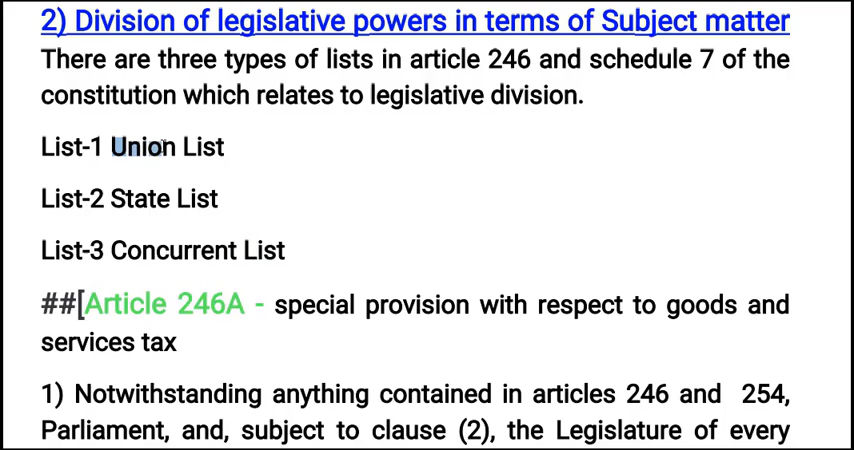 2) Division of legislative powers in terms of Subject matter
There are three types of lists in article 246 and schedule 7 of the
constitution which relates to legislative division.
List-1 Union List
List-2 State List
List-3 Concurrent List
##[Article 246A - special provision with respect to goods and
services tax
1) Notwithstanding anything contained in articles 246 and 254,
Parliament, and, subject to clause (2), the Legislature of every